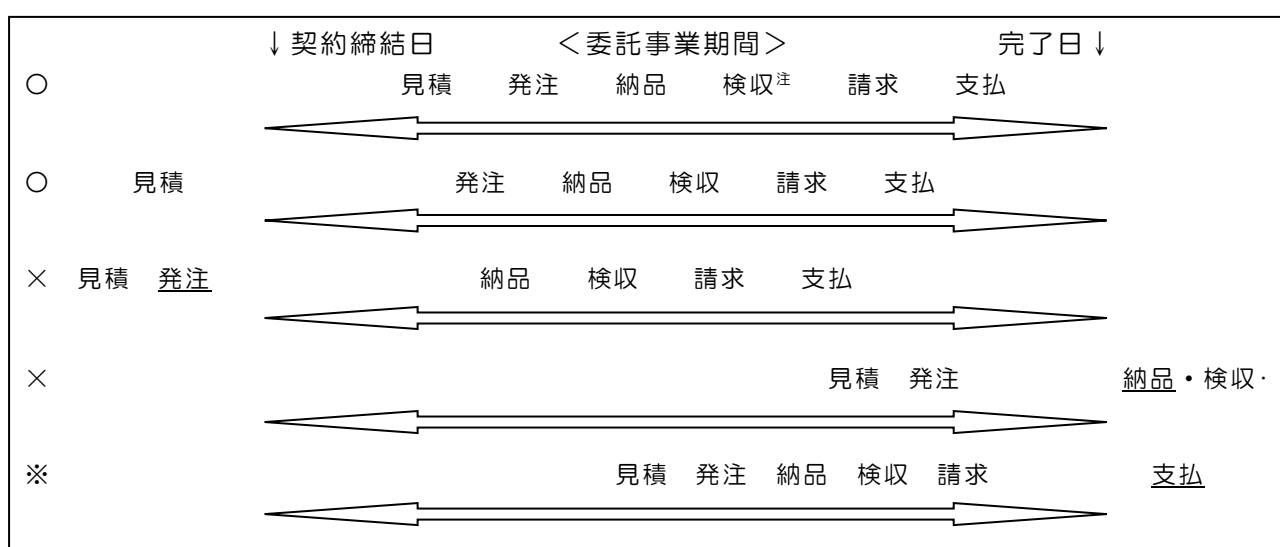 ↓契約締結日 ＜委託事業期間＞ 完了日↓
○ 見積 発注 納品 検収注 請求 支払
○ 見積 発注 納品 検収 請求 支払
× 見積 発注 納品 検収 請求 支払
× 見積 発注 納品・検収・
※ 見積 発注 納品 検収 請求 支払